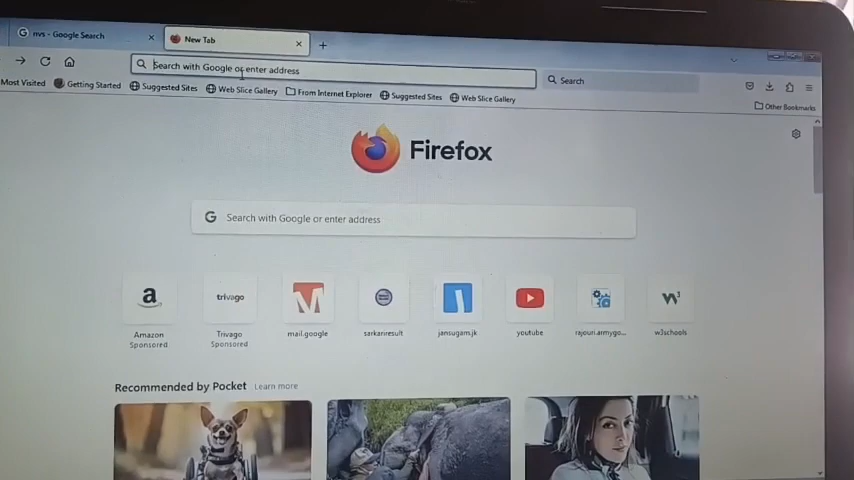 nvs - Google Search
New Tab
Search with Google or enter address
Search
Most Visited
Getting Started
Suggested Sites
Web Slice Gallery
From Internet Explorer
Suggested Sites
Web Slice Gallery
Other Bookmarks
Firefox
G Search with Google or enter address
a
trivago
Amazon
Sponsored
Trivago
Sponsored
mail.google
sarkariresult
jansugam.jk
youtube
rajouri.armygo...
w3schools
Recommended by Pocket Learn more